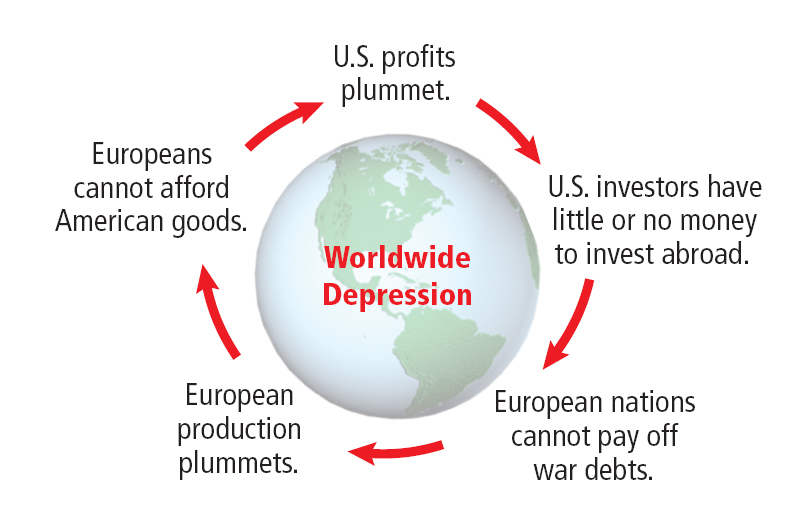 U.S. profits
plummet.
U.S. investors have
little or no money
to invest abroad.
European nations
cannot pay off
war debts.
European
production
plummets.
Europeans
cannot afford
American goods.
Worldwide
Depression